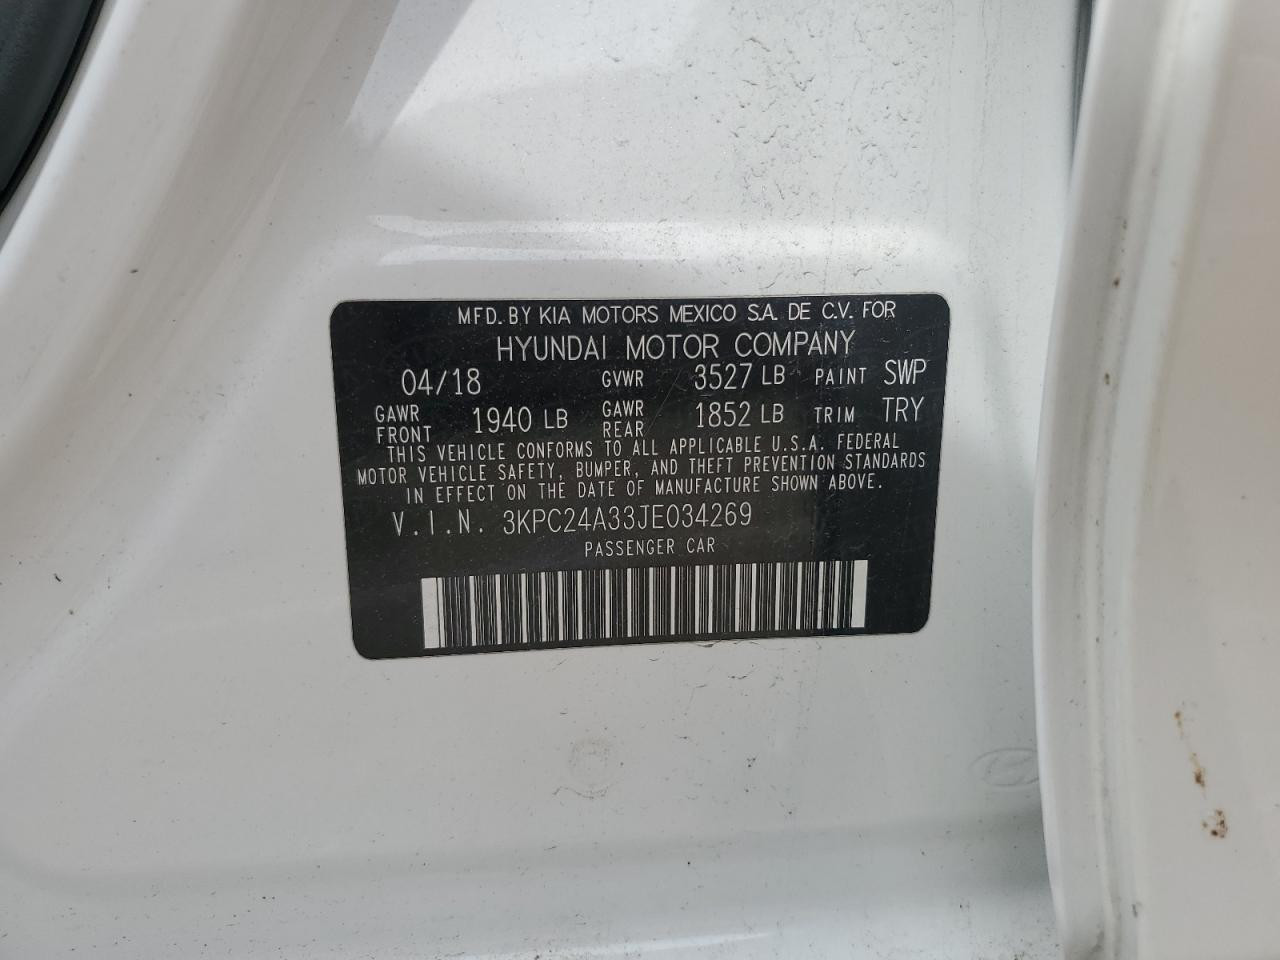 MFD. BY KIA MOTORS MEXICO S.A. DE C.V. FOR
HYUNDAI MOTOR COMPANY
04/18 GVWR 3527 LB PAINT SWP
GAWR FRONT 1940 LB GAWR REAR 1852 LB TRIM TRY
THIS VEHICLE CONFORMS TO ALL APPLICABLE U.S.A. FEDERAL
MOTOR VEHICLE SAFETY, BUMPER, AND THEFT PREVENTION STANDARDS
IN EFFECT ON THE DATE OF MANUFACTURE SHOWN ABOVE.
V.I.N. 3KPC24A33JE034269
PASSENGER CAR